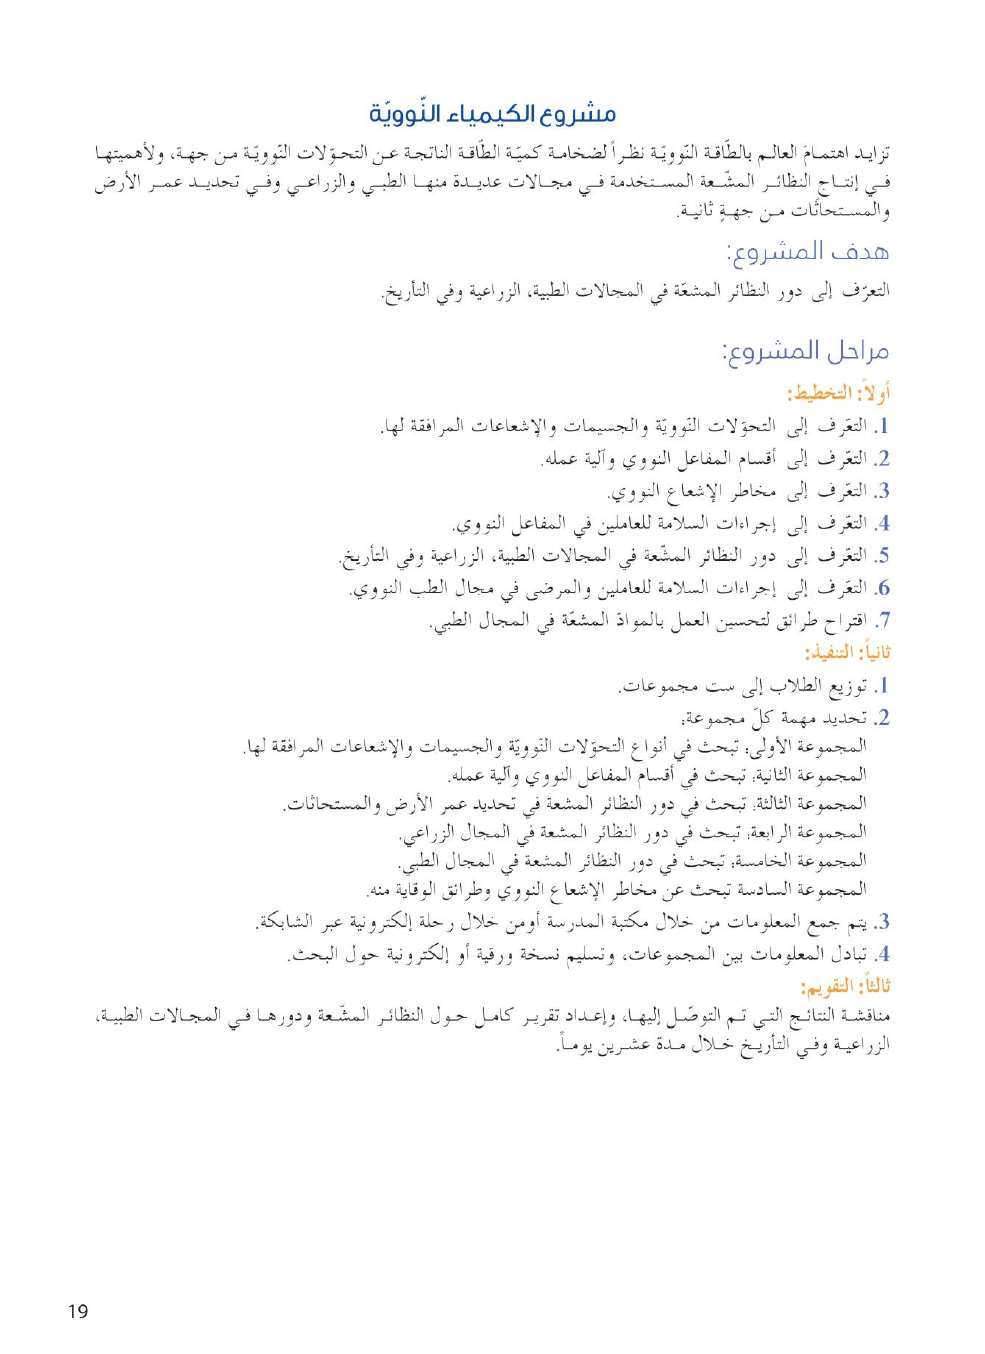 مشروع الكيمياء النّوويّة
تزايد اهتمامَ العالم بالطّاقة النّوويّة نظراً لضخامة كميّة الطّاقة الناتجة عن التحوّلات النّوويّة من جهة، ولأهميتها
في إنتاج النظائر المشّعة المستخدمة في مجالات عديدة منها الطبي والزراعي وفي تحديد عمر الأرض
والمستحاثّات من جهةٍ ثانية.
هدف المشروع:
التعرّف إلى دور النظائر المشعّة في المجالات الطبية، الزراعية وفي التأريخ.
مراحل المشروع:
أولاً: التخطيط:
1. التعّرف إلى التحوّلات النّوويّة والجسيمات والإشعاعات المرافقة لها.
2. التعّرف إلى أقسام المفاعل النووي وآلية عمله.
3. التعّرف إلى مخاطر الإشعاع النووي.
4. التعّرف إلى إجراءات السلامة للعاملين في المفاعل النووي.
5. التعّرف إلى دور النظائر المشّعة في المجالات الطبية، الزراعية وفي التأريخ.
6. التعّرف إلى إجراءات السلامة للعاملين والمرضى في مجال الطب النووي.
7. اقتراح طرائق لتحسين العمل بالموادّ المشعّة في المجال الطبي.
ثانياً: التنفيذ:
1. توزيع الطلاب إلى ست مجموعات.
2. تحديد مهمة كلّ مجموعة:
المجموعة الأولى: تبحث في أنواع التحوّلات النّوويّة والجسيمات والإشعاعات المرافقة لها.
المجموعة الثانية: تبحث في أقسام المفاعل النووي وآلية عمله.
المجموعة الثالثة: تبحث في دور النظائر المشعة في تحديد عمر الأرض والمستحاثات.
المجموعة الرابعة: تبحث في دور النظائر المشعة في المجال الزراعي.
المجموعة الخامسة: تبحث في دور النظائر المشعة في المجال الطبي.
المجموعة السادسة تبحث عن مخاطر الإشعاع النووي وطرائق الوقاية منه.
3. يتم جمع المعلومات من خلال مكتبة المدرسة أومن خلال رحلة إلكترونية عبر الشابكة.
4. تبادل المعلومات بين المجموعات، وتسليم نسخة ورقية أو إلكترونية حول البحث.
ثالثاً: التقويم:
مناقشة النتائج التي تم التوصّل إليها، وإعداد تقرير كامل حول النظائر المشّعة ودورها في المجالات الطبية،
الزراعية وفي التأريخ خلال مدة عشرين يوماً.
19